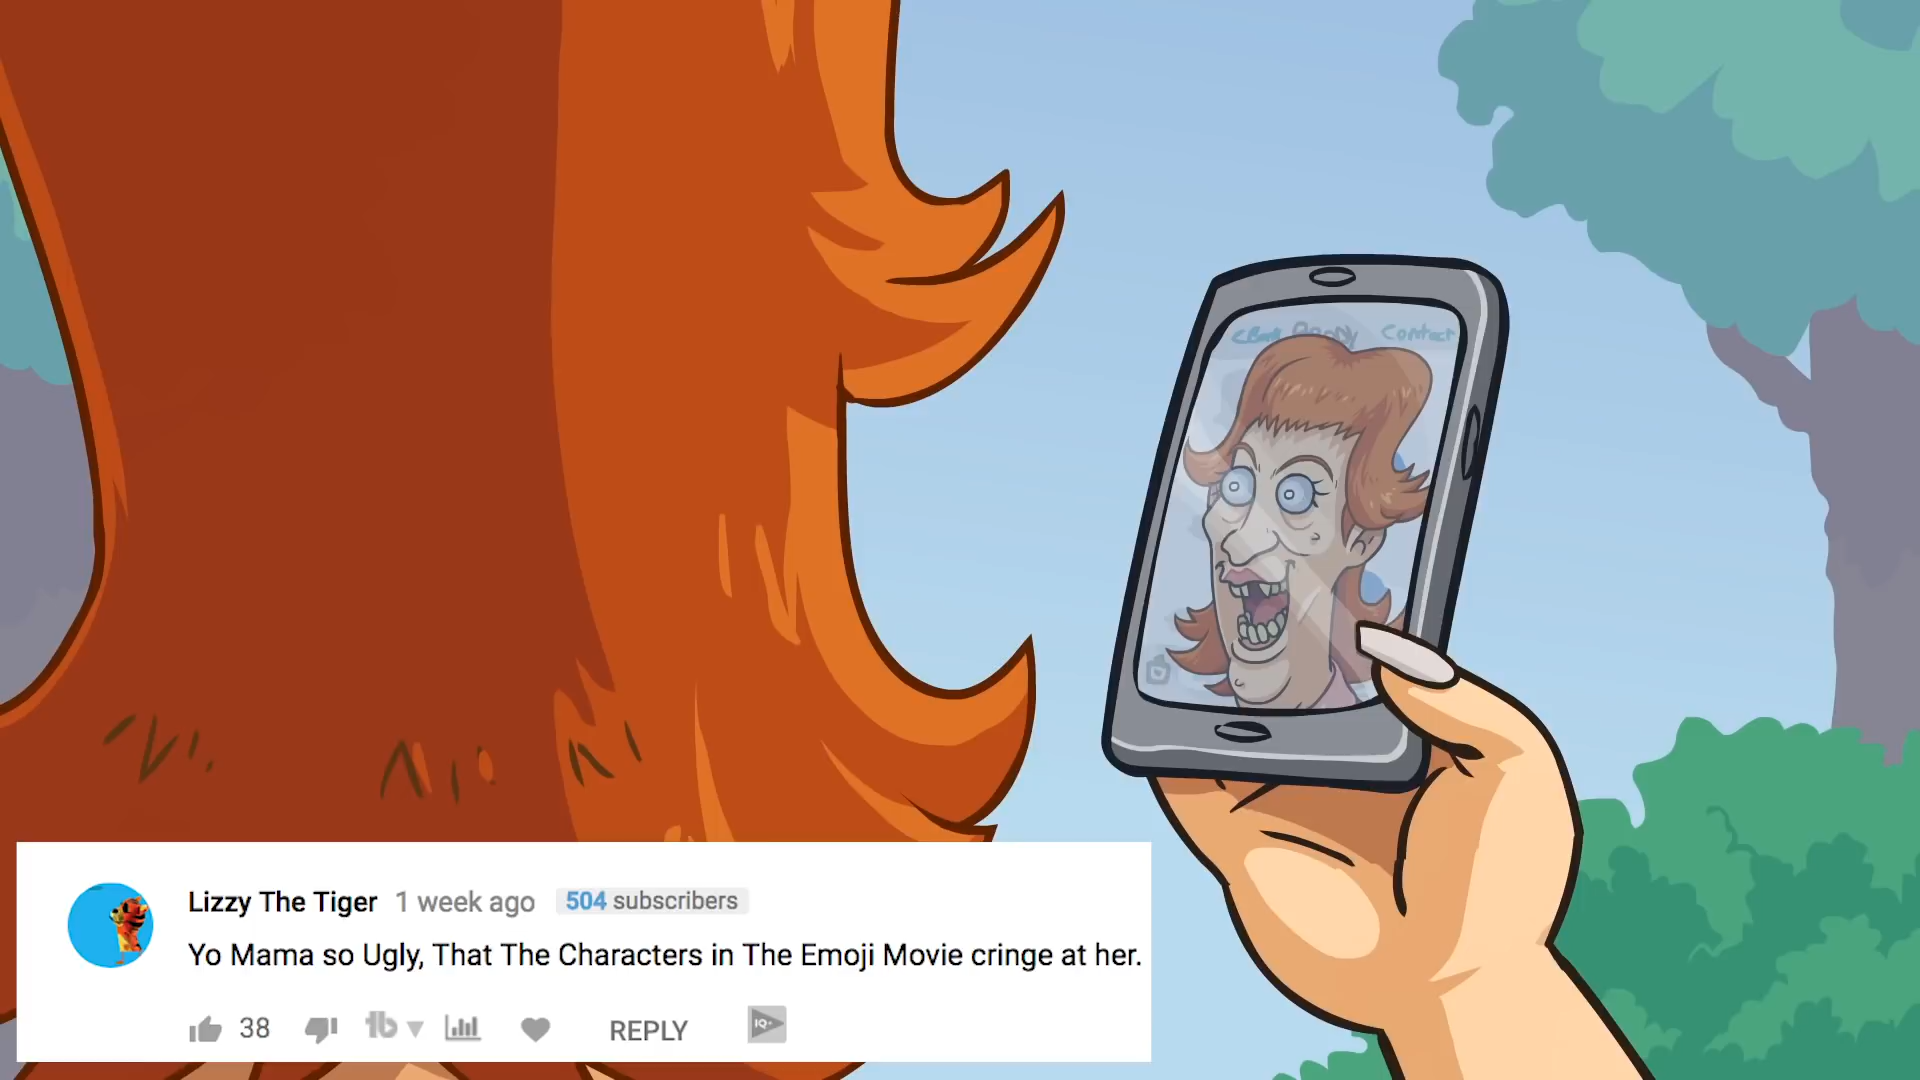 Contact
Lizzy The Tiger 1 week ago 504 subscribers
Yo Mama so Ugly, That The Characters in The Emoji Movie cringe at her.
38 REPLY
IQ+